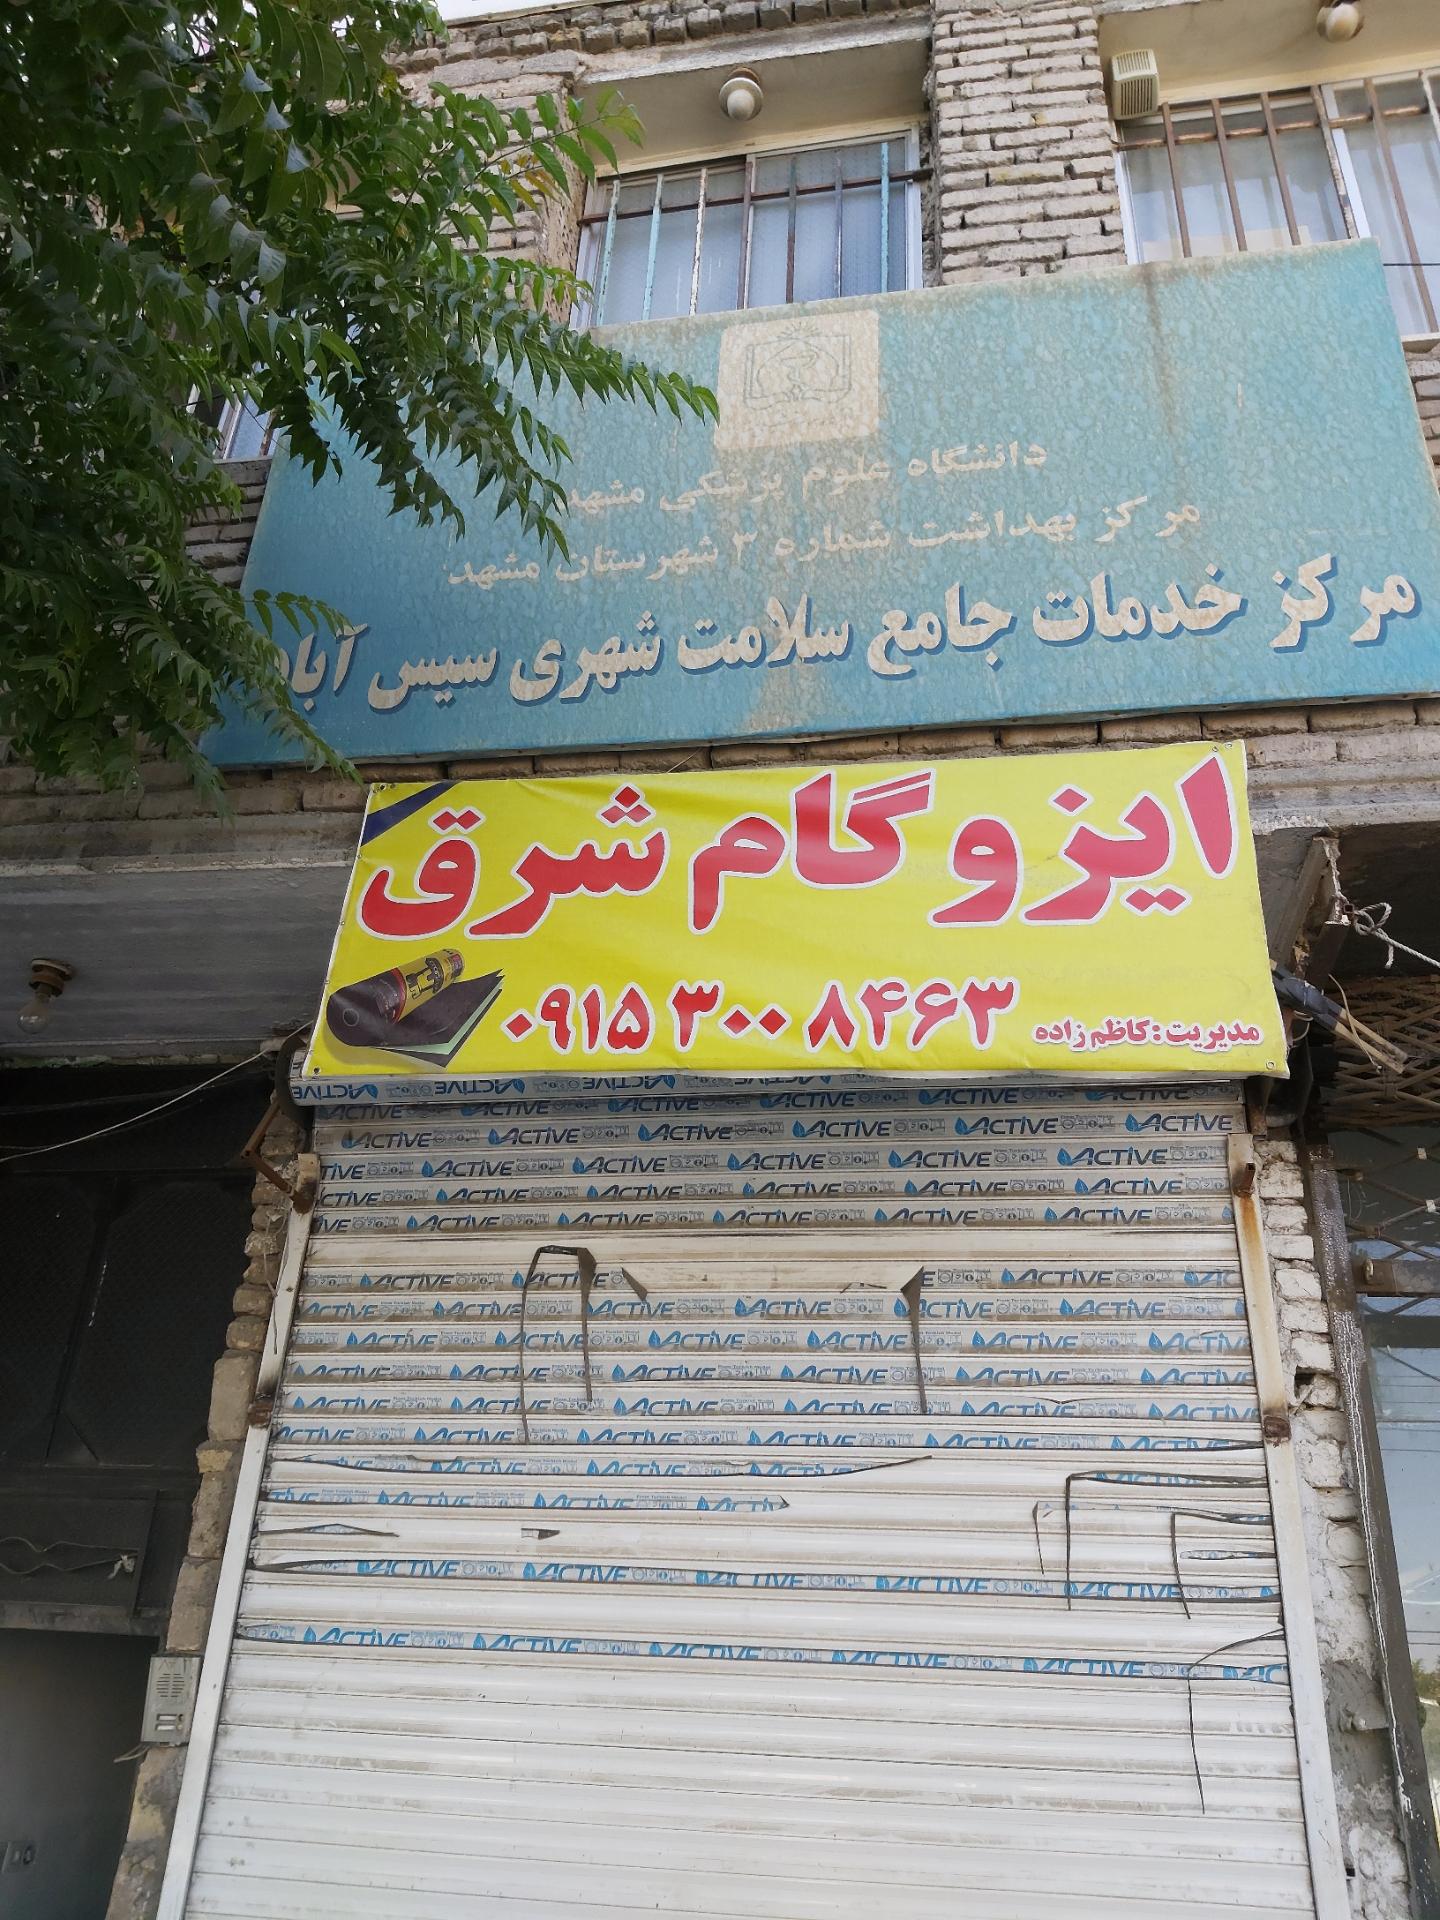 دانشگاه علوم پزشکی مشهد
مرکز بهداشت شماره ۳ شهرستان مشهد
مرکز خدمات جامع سلامت شهری سیس آباد
ایزوگام شرق
۰۹۱۵ ۳۰۰ ۸۴۶۳
مدیریت: کاظم زاده
ACTIVE